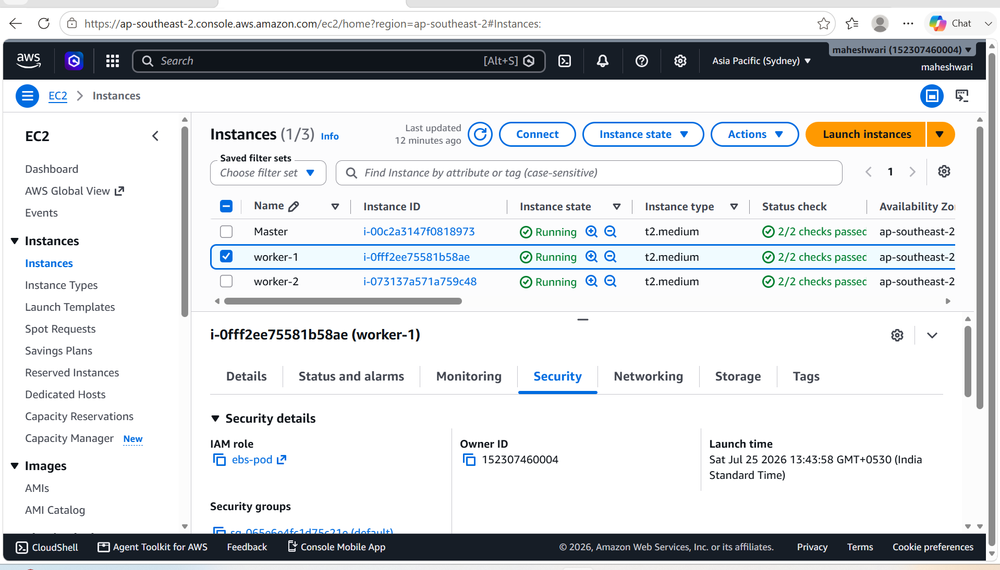 https://ap-southeast-2.console.aws.amazon.com/ec2/home?region=ap-southeast-2#Instances:
Chat
aws
Search
[Alt+S]
Asia Pacific (Sydney)
maheshwari (152307460004)
maheshwari
EC2
Instances
EC2
Dashboard
AWS Global View
Events
Instances
Instances
Instance Types
Launch Templates
Spot Requests
Savings Plans
Reserved Instances
Dedicated Hosts
Capacity Reservations
Capacity Manager New
Images
AMIs
AMI Catalog
Instances (1/3) Info
Last updated
12 minutes ago
Connect
Instance state
Actions
Launch instances
Saved filter sets
Choose filter set
Find Instance by attribute or tag (case-sensitive)
1
Name Instance ID Instance state Instance type Status check Availability Zo
Master i-00c2a3147f0818973 Running t2.medium 2/2 checks passed ap-southeast-2
worker-1 i-0fff2ee75581b58ae Running t2.medium 2/2 checks passed ap-southeast-2
worker-2 i-073137a571a759c48 Running t2.medium 2/2 checks passed ap-southeast-2
i-0fff2ee75581b58ae (worker-1)
Details Status and alarms Monitoring Security Networking Storage Tags
Security details
IAM role
ebs-pod
Owner ID
152307460004
Launch time
Sat Jul 25 2026 13:43:58 GMT+0530 (India
Standard Time)
Security groups
sg-065e6e4fc1d75c21e (default)
CloudShell
Agent Toolkit for AWS
Feedback
Console Mobile App
© 2026, Amazon Web Services, Inc. or its affiliates.
Privacy
Terms
Cookie preferences